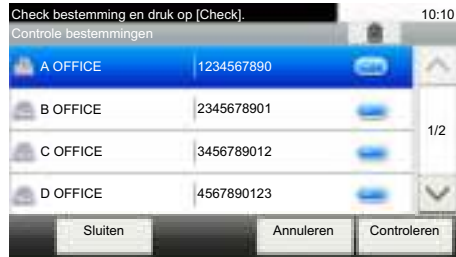 Check bestemming en druk op [Check].
10:10
Controle bestemmingen
A OFFICE 1234567890
B OFFICE 2345678901
1/2
C OFFICE 3456789012
D OFFICE 4567890123
Sluiten Annuleren Controleren